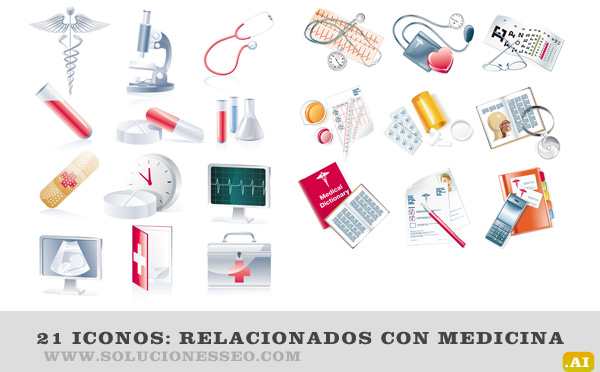 Medical
Dictionary
21 ICONOS: RELACIONADOS CON MEDICINA
WWW.SOLUCIONESSEO.COM
.AI